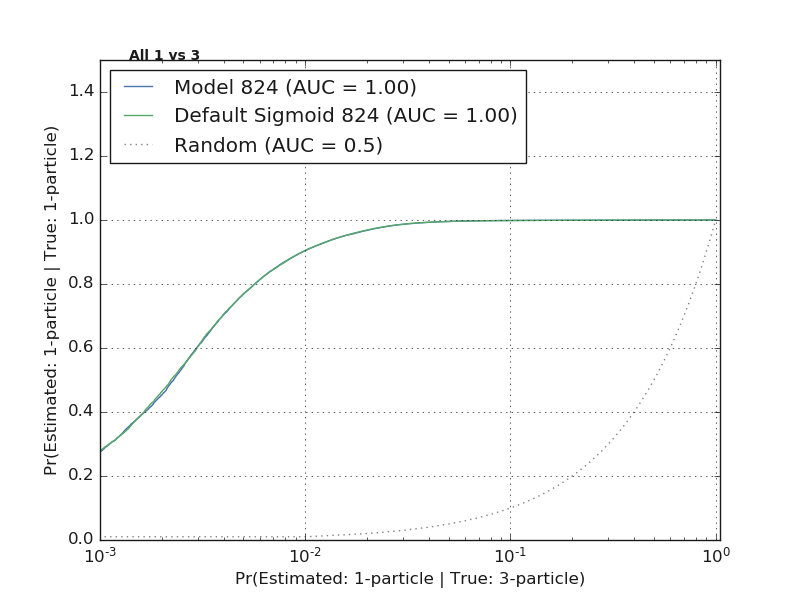 All 1 vs 3
Model 824 (AUC = 1.00)
Default Sigmoid 824 (AUC = 1.00)
Random (AUC = 0.5)
Pr(Estimated: 1-particle | True: 1-particle)
1.4
1.2
1.0
0.8
0.6
0.4
0.2
0.0
10⁻³ 10⁻² 10⁻¹ 10⁰
Pr(Estimated: 1-particle | True: 3-particle)